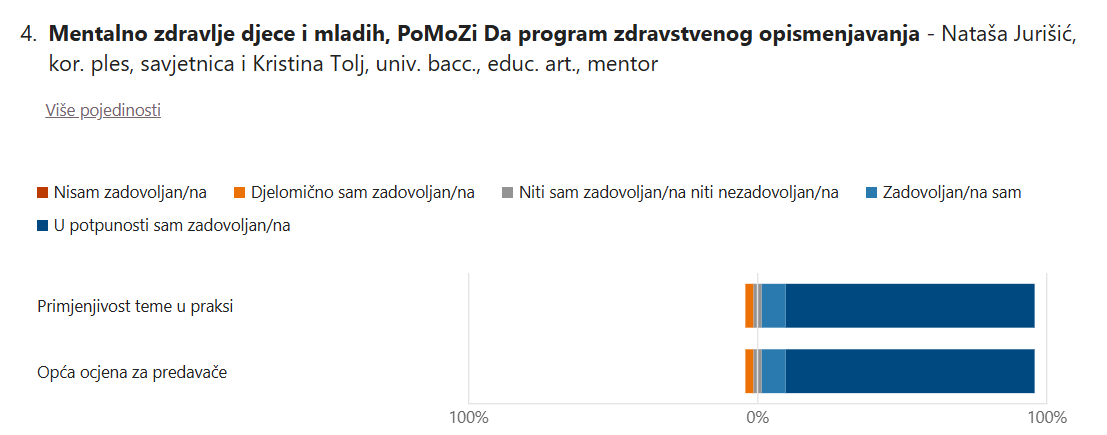 4. Mentalno zdravlje djece i mladih, PoMoZi Da program zdravstvenog opismenjavanja - Nataša Jurišić,
kor. ples, savjetnica i Kristina Tolj, univ. bacc., educ. art., mentor
Više pojedinosti
Nisam zadovoljan/na Djelomično sam zadovoljan/na Niti sam zadovoljan/na niti nezadovoljan/na Zadovoljan/na sam
U potpunosti sam zadovoljan/na
Primjenjivost teme u praksi
Opća ocjena za predavače
100% 0% 100%